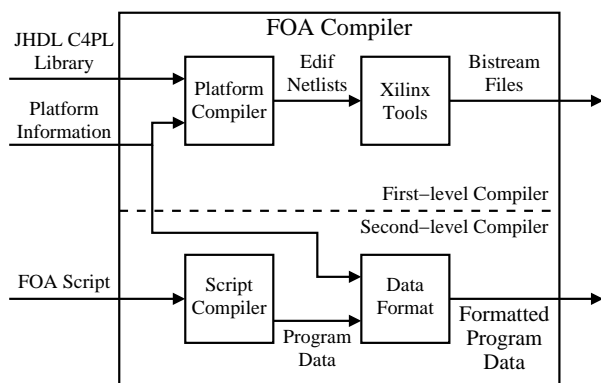 FOA Compiler
JHDL C4PL
Library
Platform
Information
Platform
Compiler
Edif
Netlists
Xilinx
Tools
Bistream
Files
First−level Compiler
Second−level Compiler
FOA Script
Script
Compiler
Program
Data
Data
Format
Formatted
Program
Data